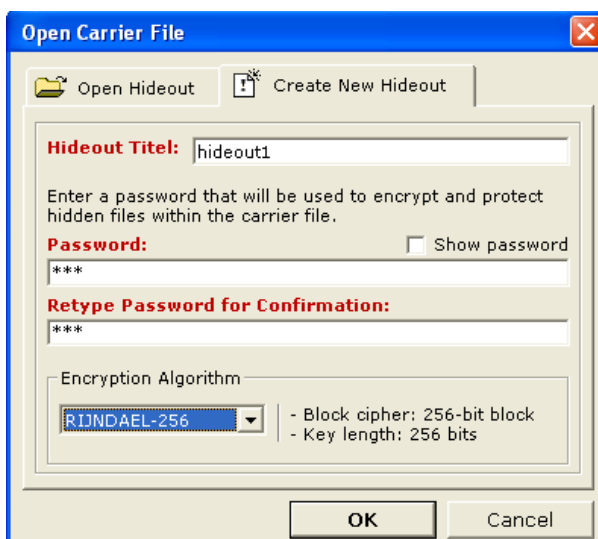 Open Carrier File
Open Hideout
Create New Hideout
Hideout Titel: hideout1
Enter a password that will be used to encrypt and protect
hidden files within the carrier file.
Password: Show password
***
Retype Password for Confirmation:
***
Encryption Algorithm
RIJNDAEL-256
- Block cipher: 256-bit block
- Key length: 256 bits
OK Cancel